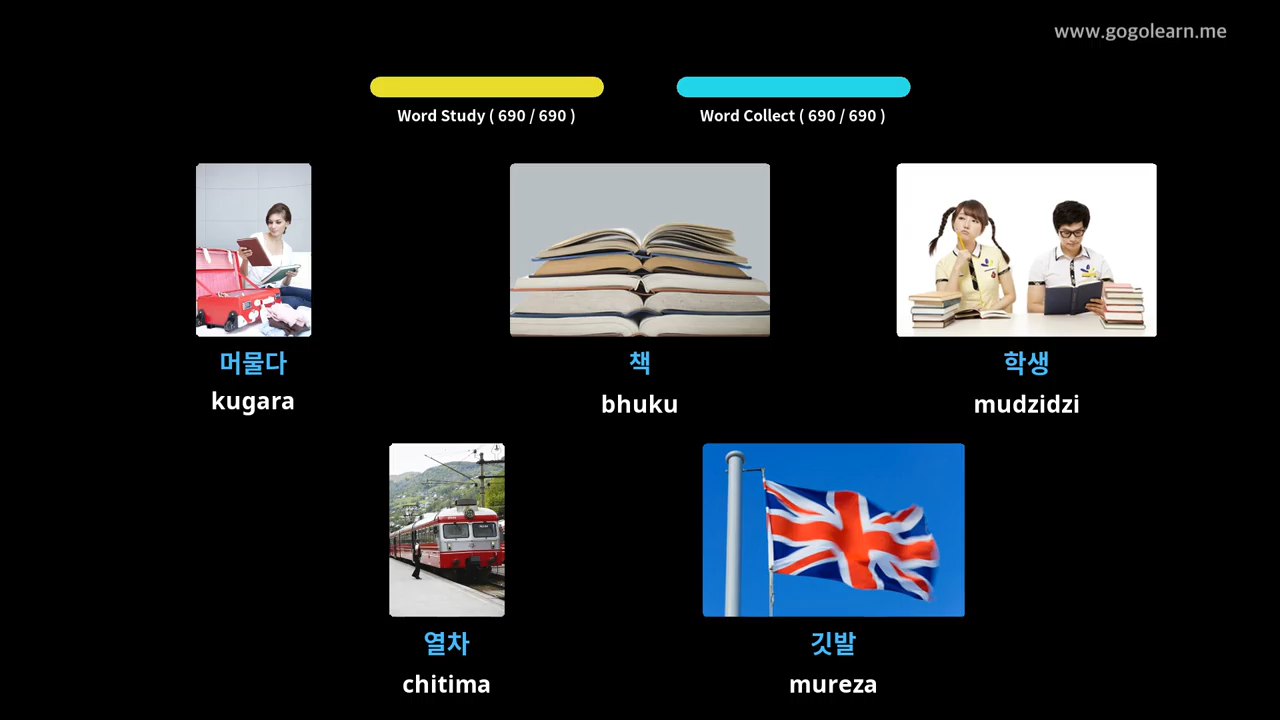 www.gogolearn.me
Word Study ( 690 / 690 )
Word Collect ( 690 / 690 )
머물다
kugara
책
bhuku
학생
mudzidzi
열차
chitima
깃발
mureza